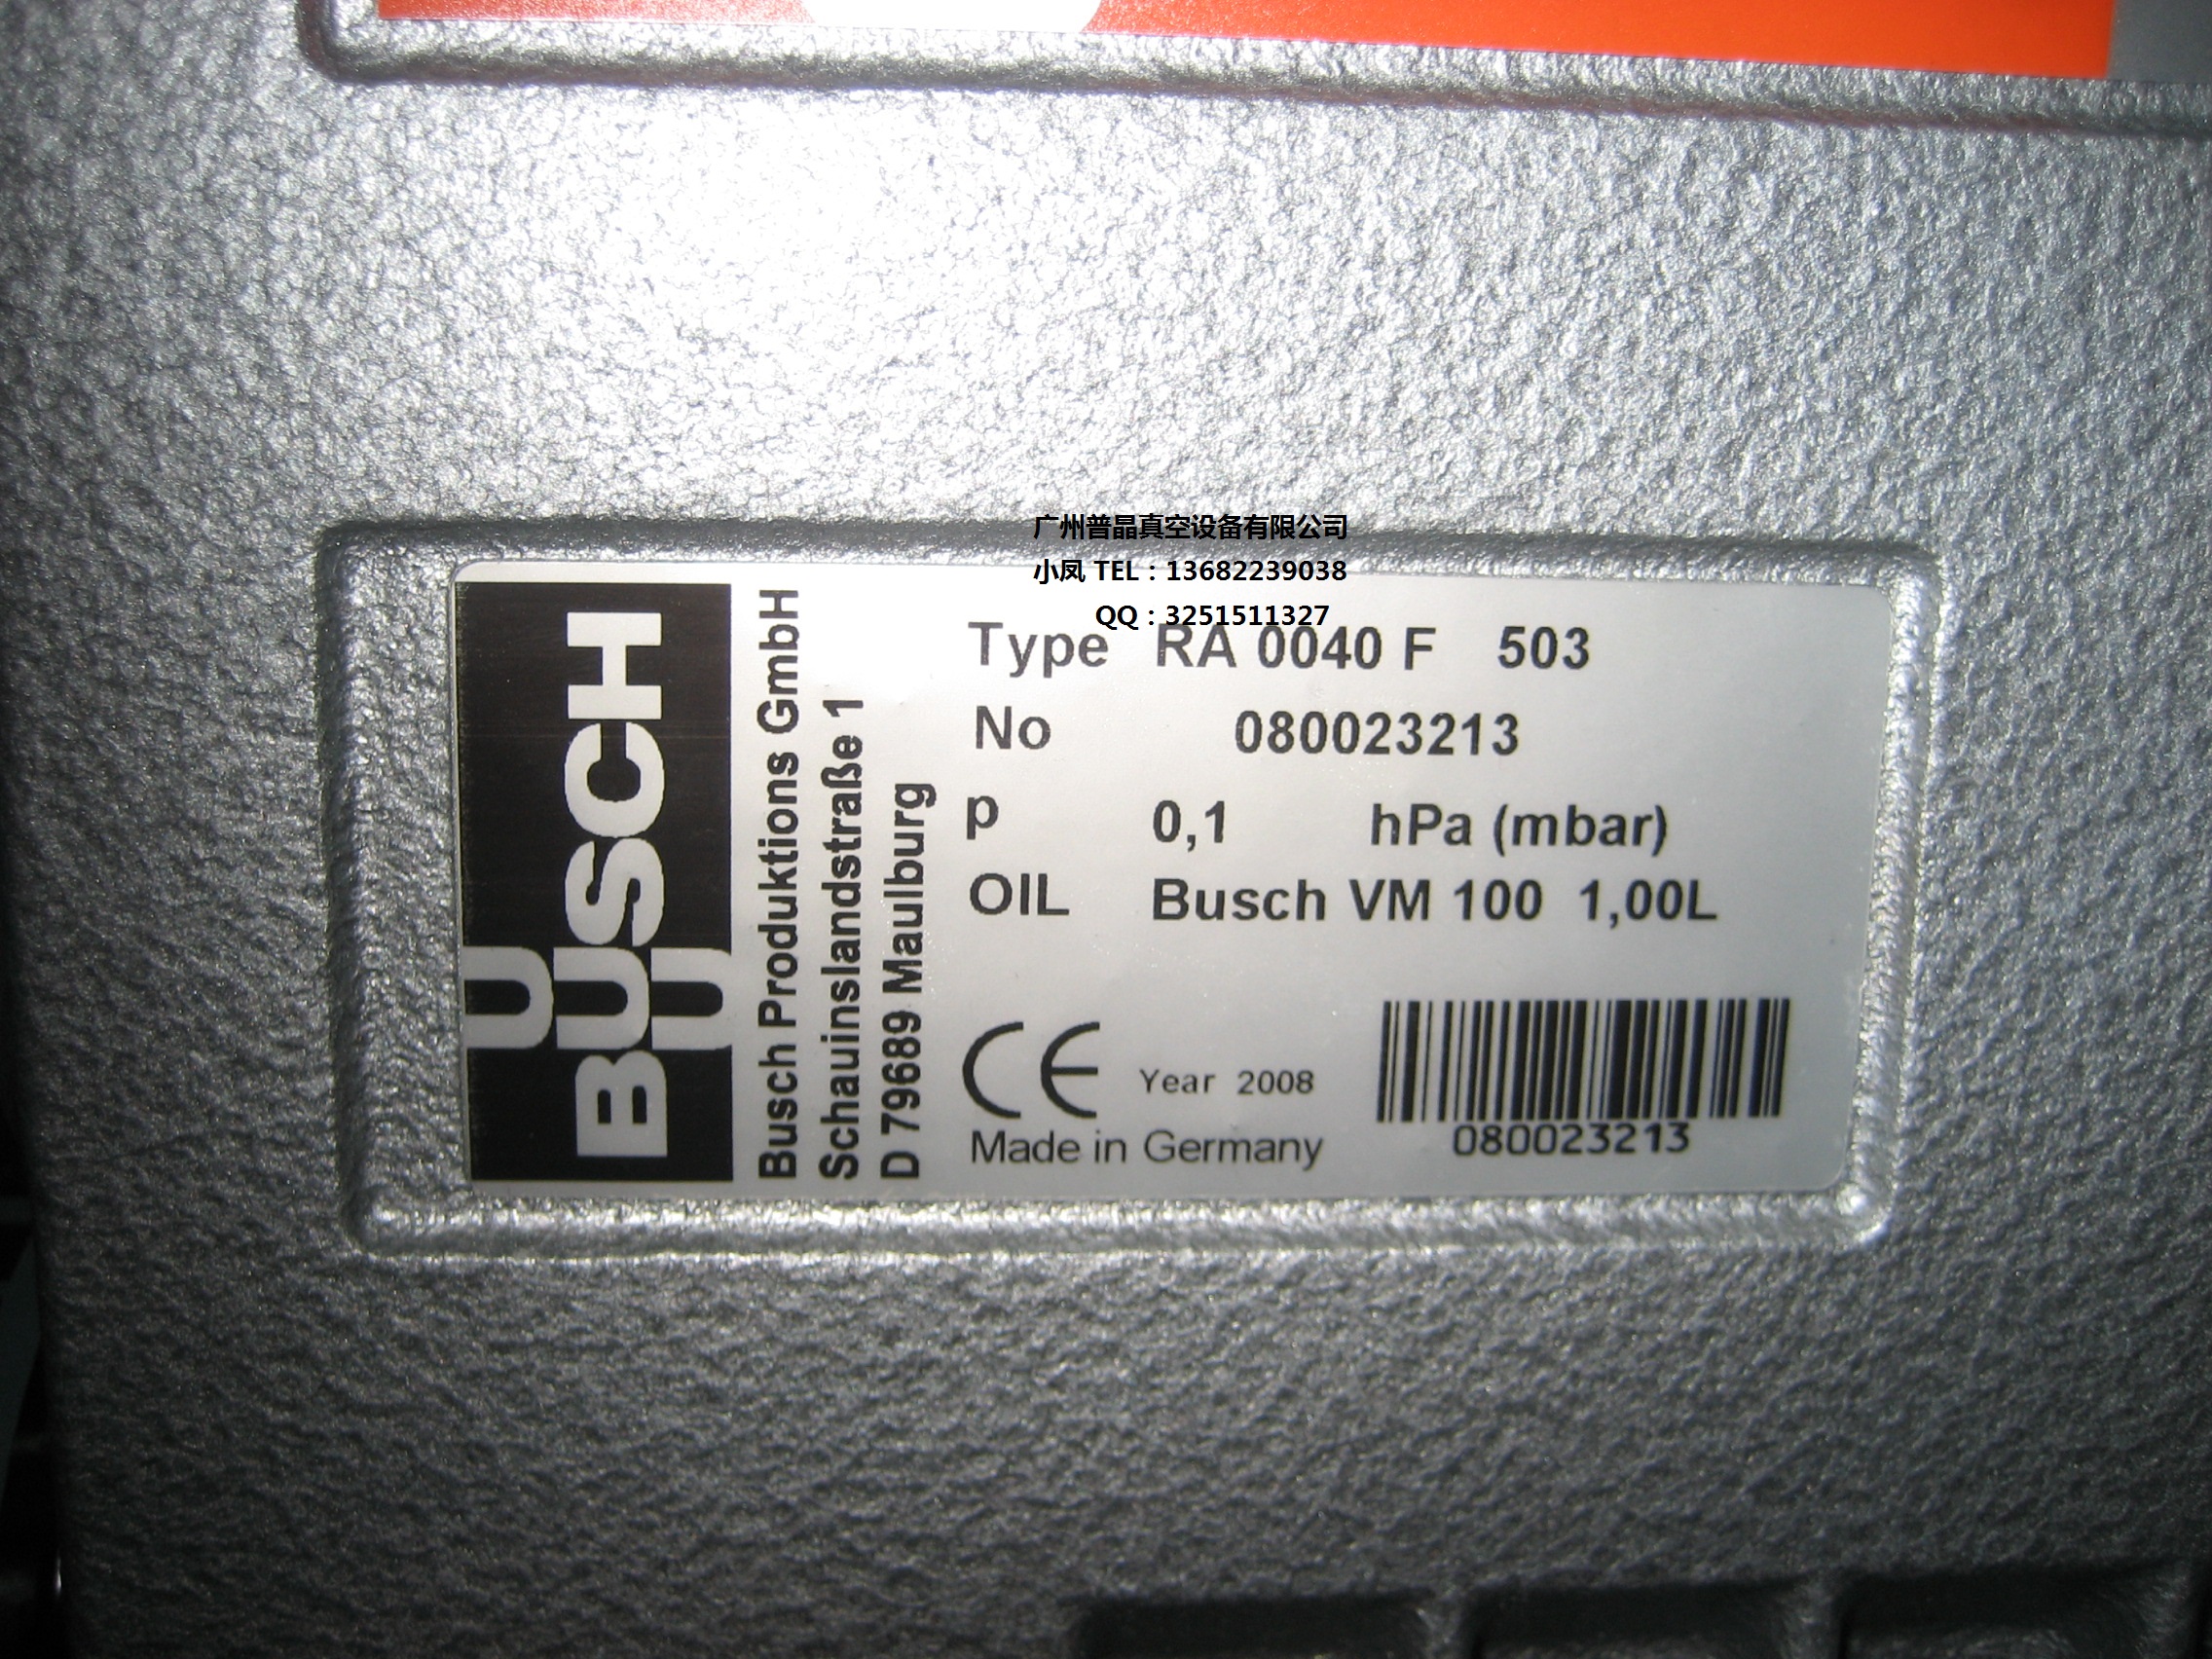 广州普晶真空设备有限公司
小凤 TEL：13682239038
QQ：3251511327
BUSCH
U
U
Busch Produktions GmbH
Schauinslandstraße 1
D 79689 Maulburg
Type RA 0040 F 503
No 080023213
p 0,1 hPa (mbar)
OIL Busch VM 100 1,00L
CE Year 2008
Made in Germany
080023213